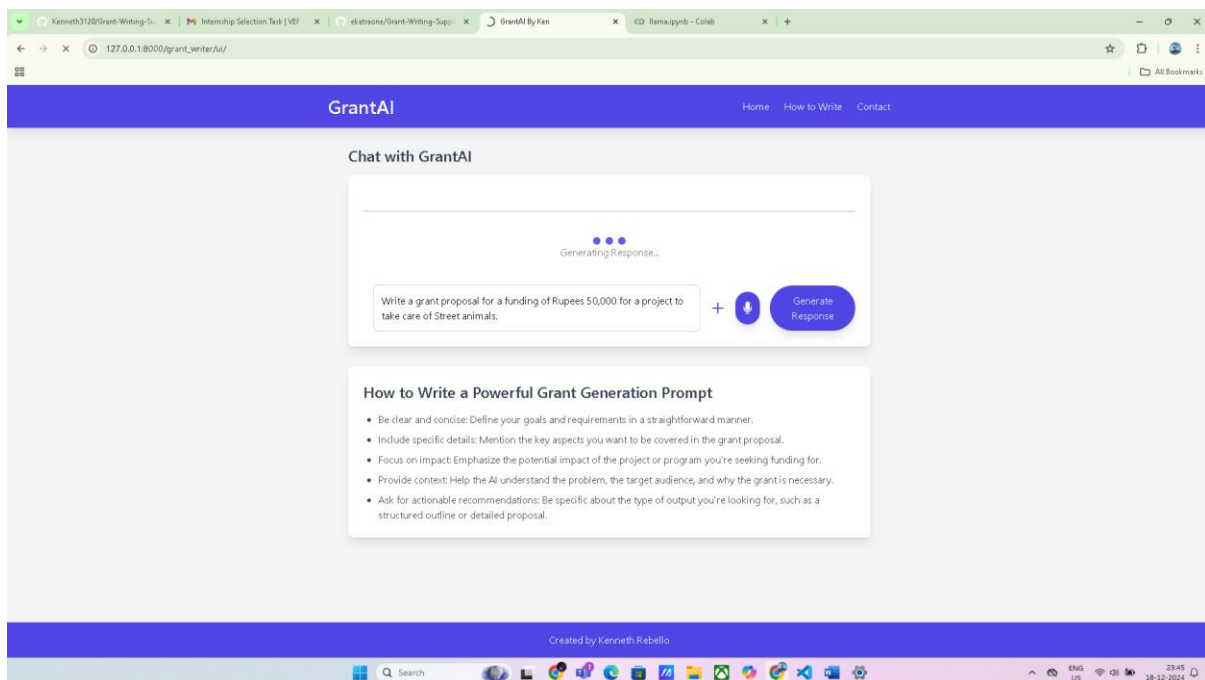 Kenneth3120/Grant-Writing-Su
Internship Selection Task | VEF
ekatraone/Grant-Writing-Supp
GrantAI By Ken
llama.ipynb - Colab
127.0.0.1:8000/grant_writer/ui/
All Bookmarks
GrantAI
Home
How to Write
Contact
Chat with GrantAI
Generating Response...
Write a grant proposal for a funding of Rupees 50,000 for a project to
take care of Street animals.
Generate
Response
How to Write a Powerful Grant Generation Prompt
• Be clear and concise: Define your goals and requirements in a straightforward manner.
• Include specific details: Mention the key aspects you want to be covered in the grant proposal.
• Focus on impact: Emphasize the potential impact of the project or program you're seeking funding for.
• Provide context: Help the AI understand the problem, the target audience, and why the grant is necessary.
• Ask for actionable recommendations: Be specific about the type of output you're looking for, such as a
structured outline or detailed proposal.
Created by Kenneth Rebello
Search
ENG
US
23:45
18-12-2024